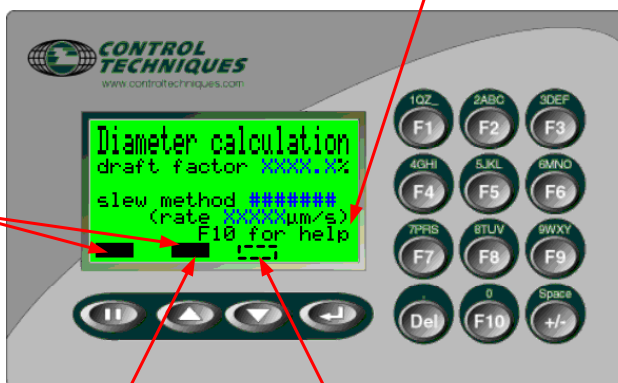 CONTROL
TECHNIQUES
www.controltechniques.com
Diameter calculation
draft factor XXXX.X%
slew method #######
(rate XXXXXµm/s)
F10 for help
1QZ_ 2ABC 3DEF
F1 F2 F3
4GHI 5JKL 6MNO
F4 F5 F6
7PRS 8TUV 9WXY
F7 F8 F9
. 0 Space
Del F10 +/-